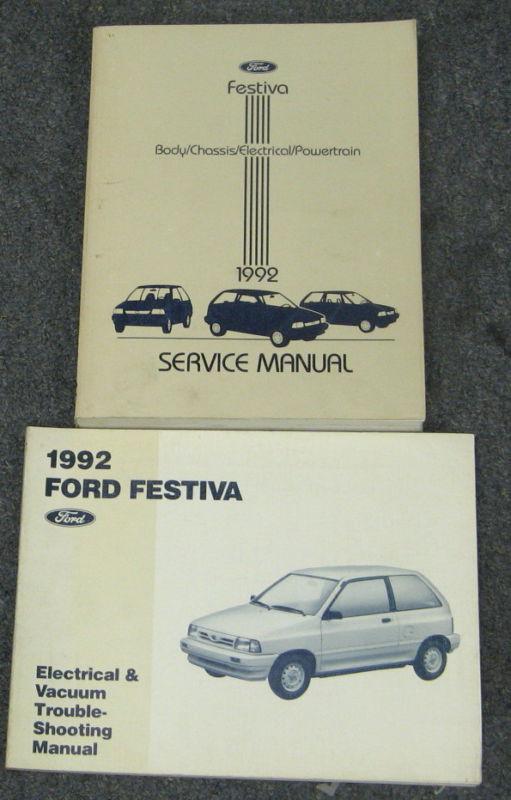 Ford
Festiva
Body/Chassis/Electrical/Powertrain
1992
SERVICE MANUAL
1992
FORD FESTIVA
Ford
Electrical &
Vacuum
Trouble-
Shooting
Manual